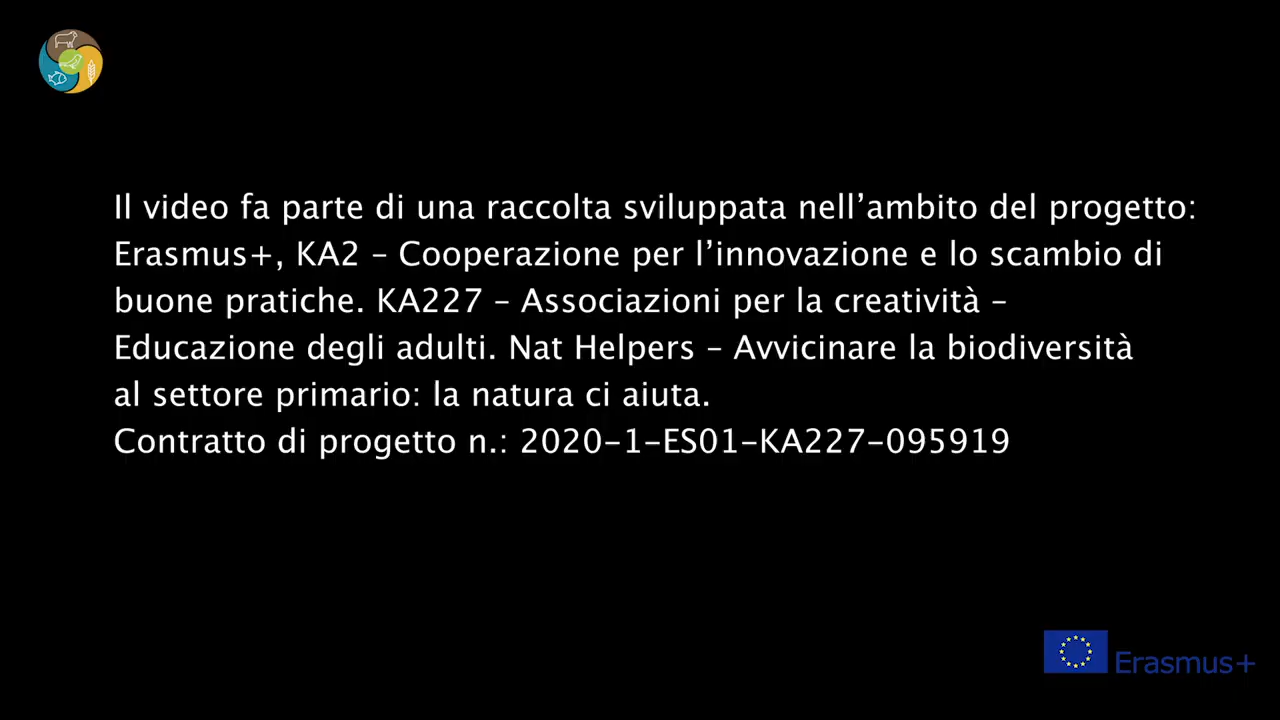 Il video fa parte di una raccolta sviluppata nell’ambito del progetto:
Erasmus+, KA2 – Cooperazione per l’innovazione e lo scambio di
buone pratiche. KA227 – Associazioni per la creatività –
Educazione degli adulti. Nat Helpers – Avvicinare la biodiversità
al settore primario: la natura ci aiuta.
Contratto di progetto n.: 2020-1-ES01-KA227-095919
Erasmus+